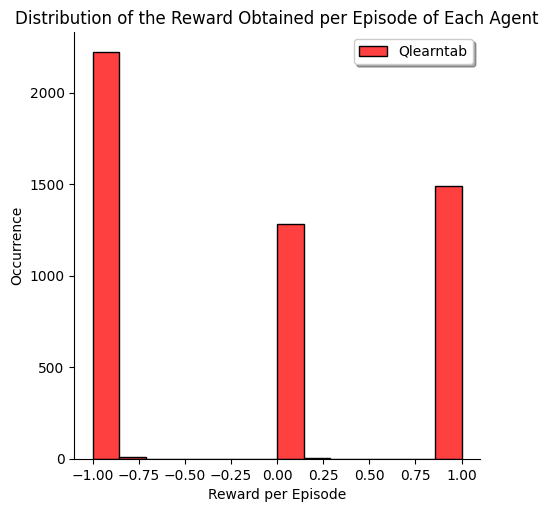 Distribution of the Reward Obtained per Episode of Each Agent
Qlearntab
Occurrence
2000
1500
1000
500
0
−1.00 −0.75 −0.50 −0.25 0.00 0.25 0.50 0.75 1.00
Reward per Episode